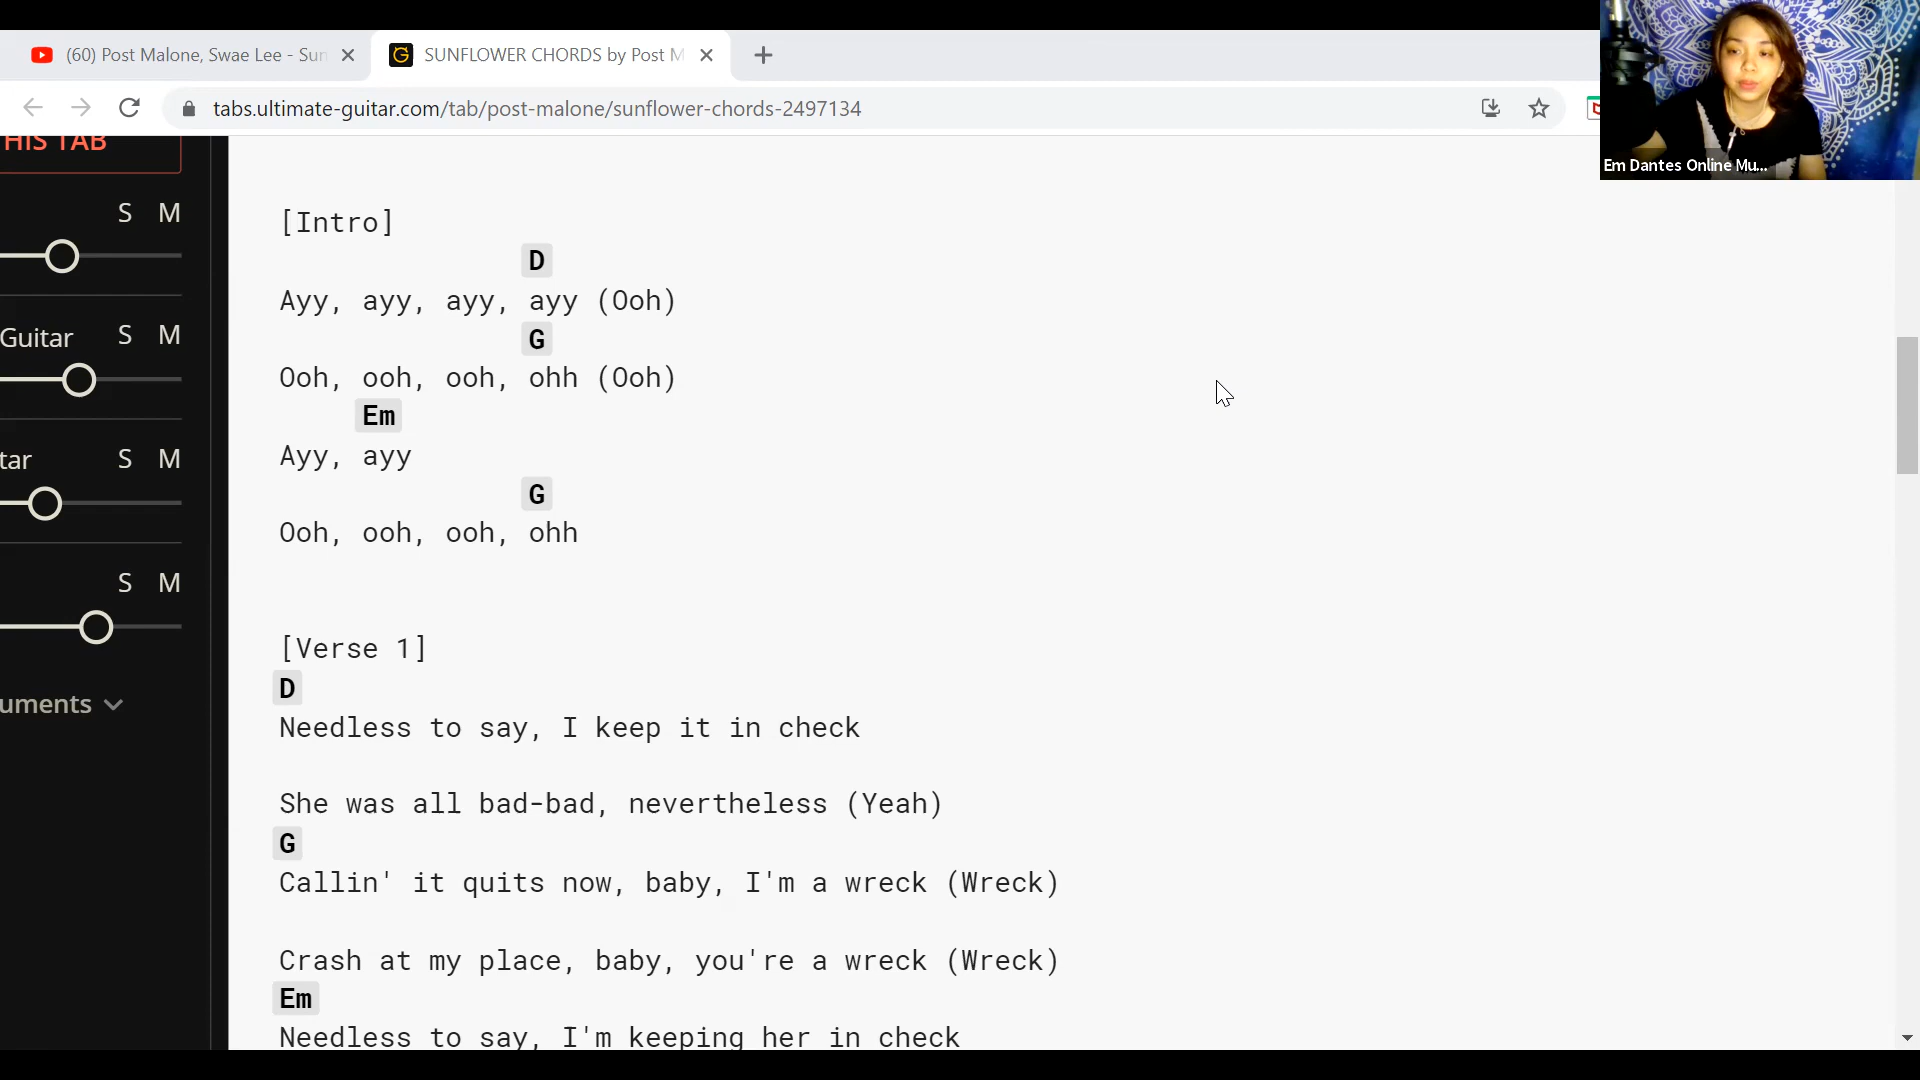 (60) Post Malone, Swae Lee - Sun
SUNFLOWER CHORDS by Post M
tabs.ultimate-guitar.com/tab/post-malone/sunflower-chords-2497134
Em Dantes Online Mu...
HIS TAB
S M
Guitar S M
tar S M
S M
uments
[Intro]
D
Ayy, ayy, ayy, ayy (Ooh)
G
Ooh, ooh, ooh, ohh (Ooh)
Em
Ayy, ayy
G
Ooh, ooh, ooh, ohh
[Verse 1]
D
Needless to say, I keep it in check
She was all bad-bad, nevertheless (Yeah)
G
Callin' it quits now, baby, I'm a wreck (Wreck)
Crash at my place, baby, you're a wreck (Wreck)
Em
Needless to say, I'm keeping her in check